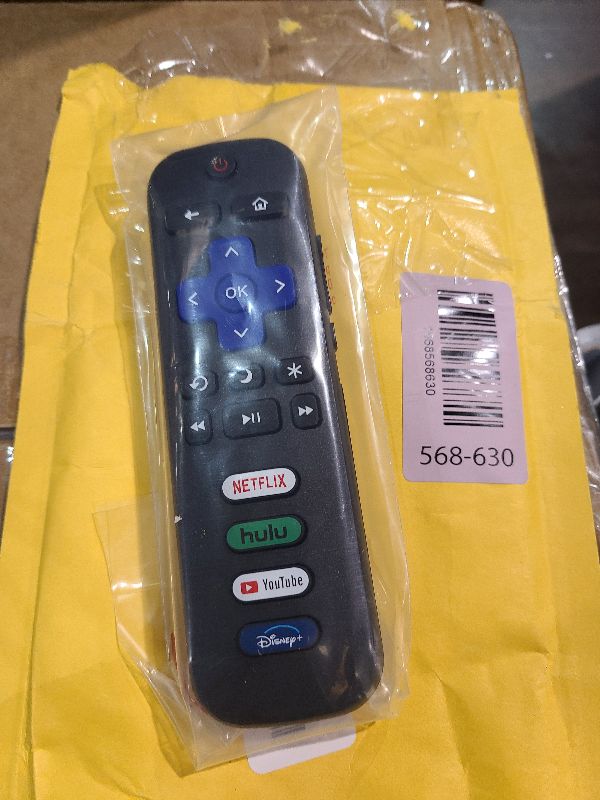 OK
NETFLIX
hulu
YouTube
Disney+
568-630